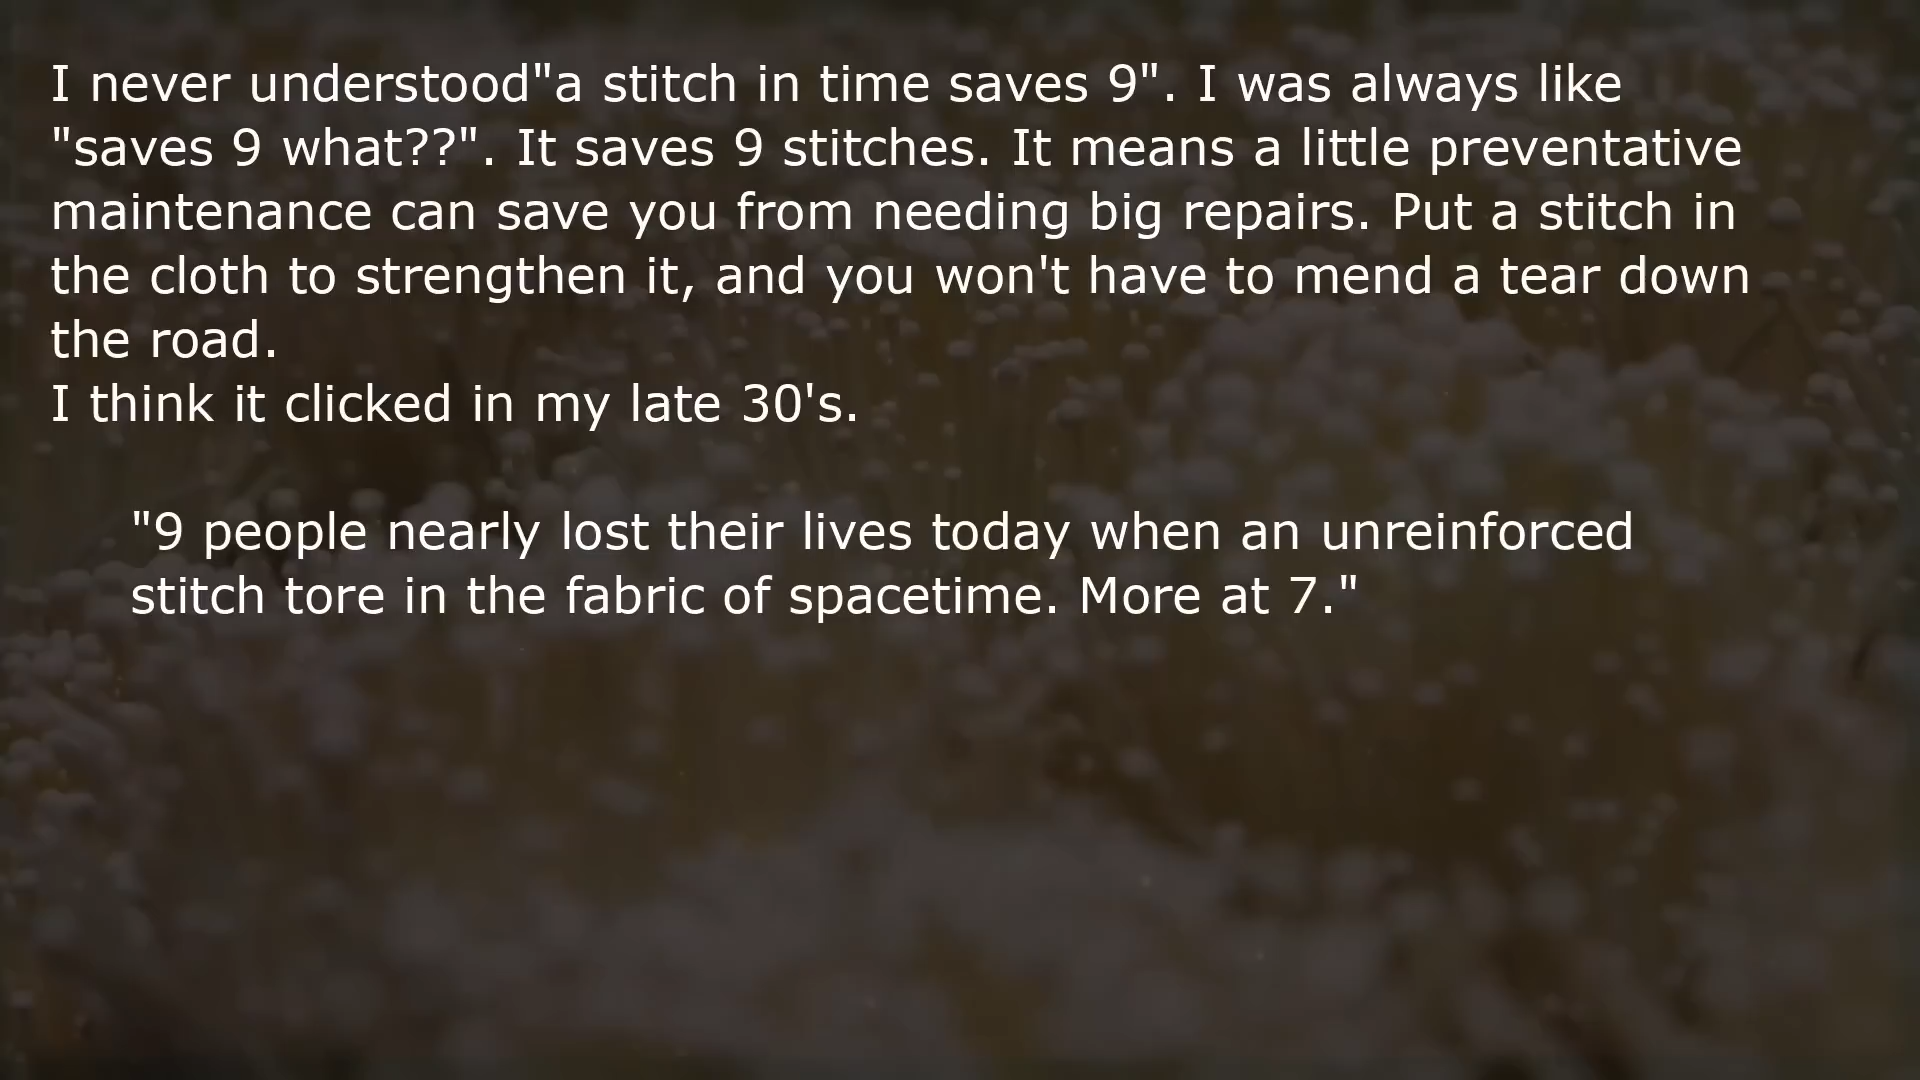 I never understood"a stitch in time saves 9". I was always like
"saves 9 what??". It saves 9 stitches. It means a little preventative
maintenance can save you from needing big repairs. Put a stitch in
the cloth to strengthen it, and you won't have to mend a tear down
the road.
I think it clicked in my late 30's.
"9 people nearly lost their lives today when an unreinforced
stitch tore in the fabric of spacetime. More at 7."